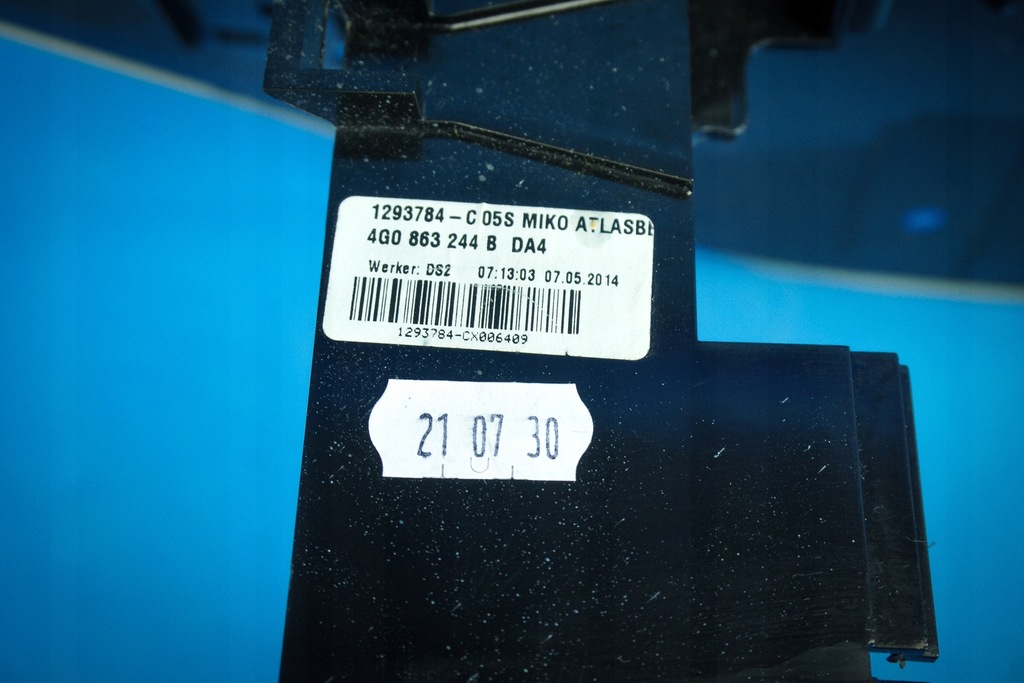 1293784-C 05S MIKO ATLASBE
4G0 863 244 B DA4
Werker: DS2 07:13:03 07.05.2014
1293784-CX006409
21 07 30